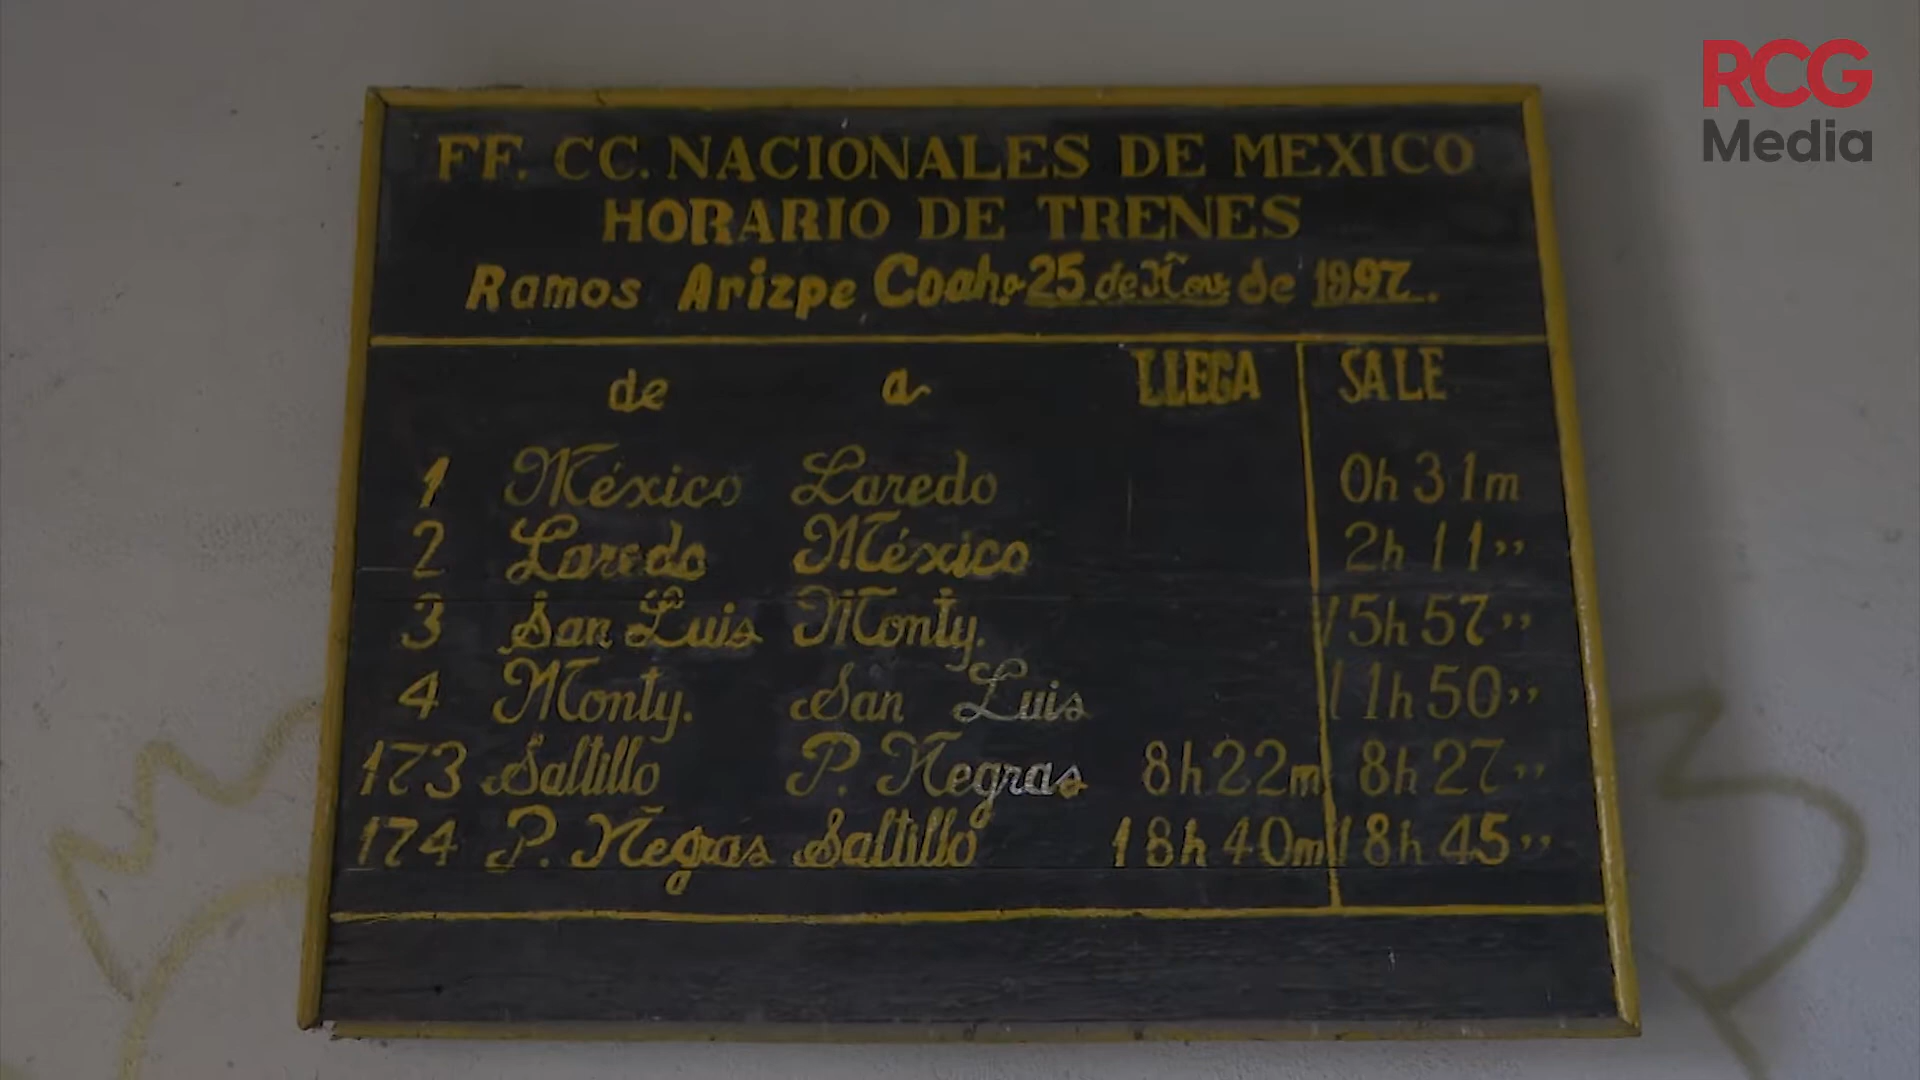 RCG
Media
FF. CC. NACIONALES DE MEXICO
HORARIO DE TRENES
Ramos Arizpe Coah. 25 de Nov de 1997.
de a LLEGA SALE
1 México Laredo 0h 31m
2 Laredo México 2h 11"
3 San Luis Monty. 15h 57"
4 Monty. San Luis 11h 50"
173 Saltillo P. Negras 8h 22m 8h 27"
174 P. Negras Saltillo 18h 40m 18h 45"